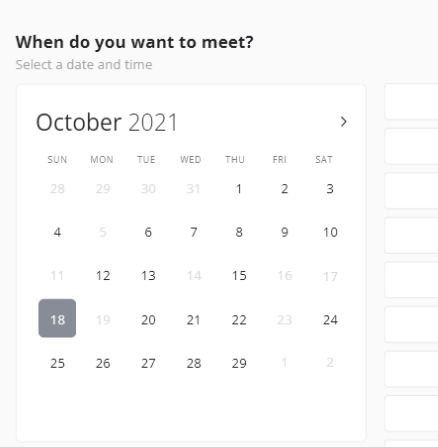 When do you want to meet?
Select a date and time
October 2021
SUN MON TUE WED THU FRI SAT
28 29 30 31 1 2 3
4 5 6 7 8 9 10
11 12 13 14 15 16 17
18 19 20 21 22 23 24
25 26 27 28 29 1 2